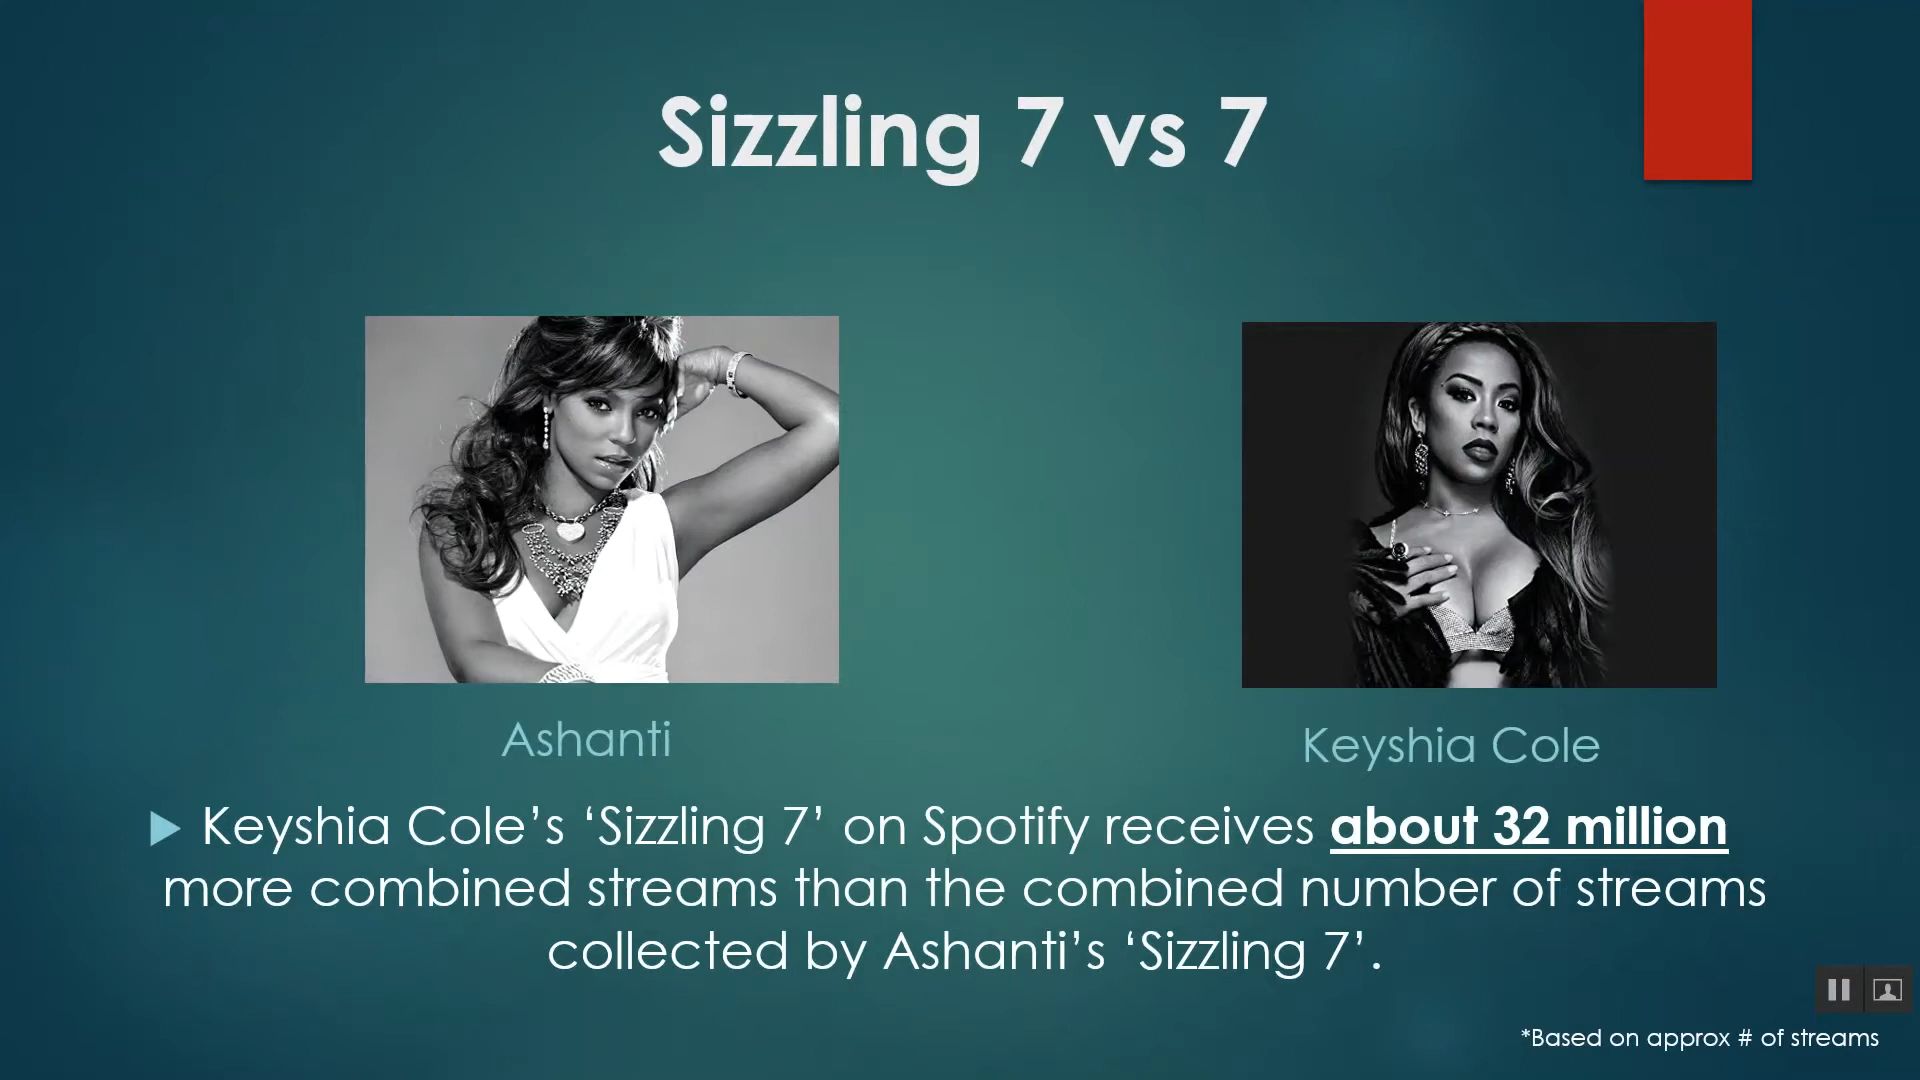 Sizzling 7 vs 7
Ashanti
Keyshia Cole
Keyshia Cole’s ‘Sizzling 7’ on Spotify receives about 32 million
more combined streams than the combined number of streams
collected by Ashanti’s ‘Sizzling 7’.
*Based on approx # of streams